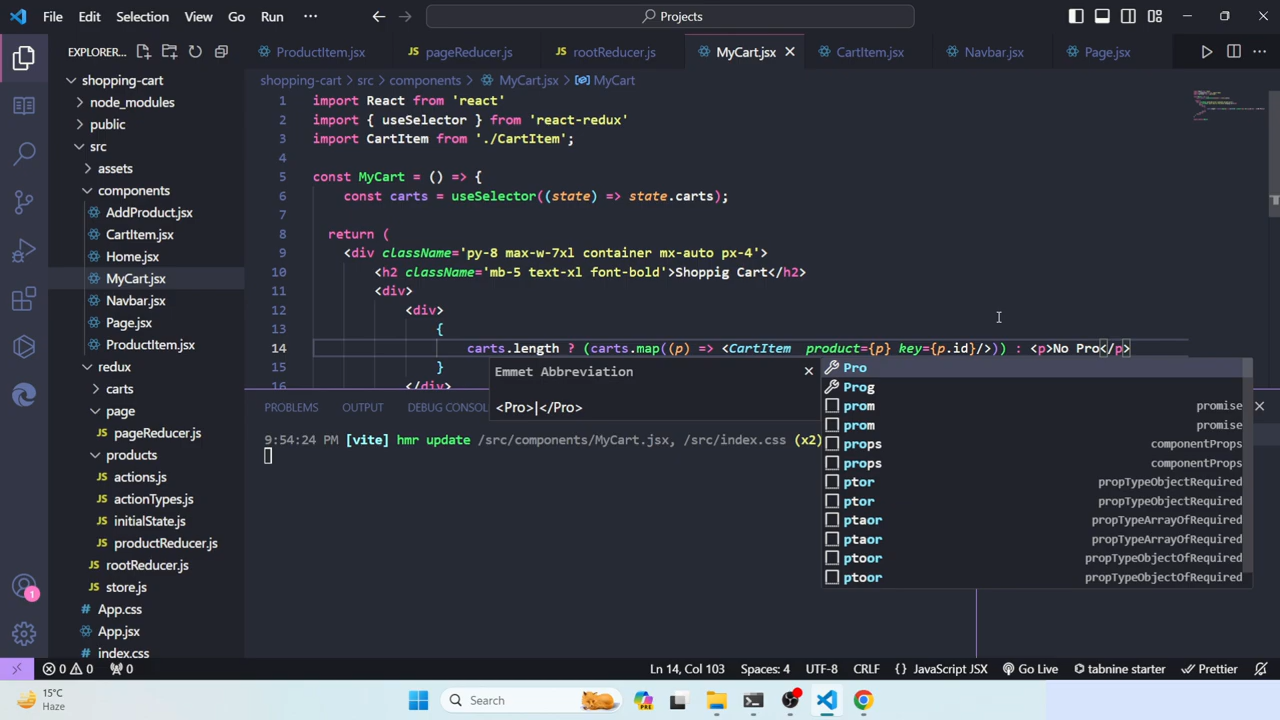 File Edit Selection View Go Run ··· Projects
EXPLORER...
ProductItem.jsx pageReducer.js rootReducer.js MyCart.jsx CartItem.jsx Navbar.jsx Page.jsx
shopping-cart > src > components > MyCart.jsx > MyCart
shopping-cart
node_modules
public
src
assets
components
AddProduct.jsx
CartItem.jsx
Home.jsx
MyCart.jsx
Navbar.jsx
Page.jsx
ProductItem.jsx
redux
carts
page
pageReducer.js
products
actions.js
actionTypes.js
initialState.js
productReducer.js
rootReducer.js
store.js
App.css
App.jsx
index.css
1 import React from 'react'
2 import { useSelector } from 'react-redux'
3 import CartItem from './CartItem';
4
5 const MyCart = () => {
6 const carts = useSelector((state) => state.carts);
7
8 return (
9 <div className='py-8 max-w-7xl container mx-auto px-4'>
10 <h2 className='mb-5 text-xl font-bold'>Shoppig Cart</h2>
11 <div>
12 <div>
13 {
14 carts.length ? (carts.map((p) => <CartItem  product={p} key={p.id}/>)) : <p>No Pro</p>
15 }
16 </div>
Emmet Abbreviation
<Pro>|</Pro>
Pro
Prog
prom promise
prom promise
props componentProps
props componentProps
ptor propTypeObjectRequired
ptor propTypeObjectRequired
ptaor propTypeArrayOfRequired
ptaor propTypeArrayOfRequired
ptoor propTypeObjectOfRequired
ptoor propTypeObjectOfRequired
PROBLEMS OUTPUT DEBUG CONSOL
9:54:24 PM [vite] hmr update /src/components/MyCart.jsx, /src/index.css (x2)
1
0 0 0 Ln 14, Col 103 Spaces: 4 UTF-8 CRLF {} JavaScript JSX Go Live tabnine starter Prettier
15°C
Haze
Search
PRE